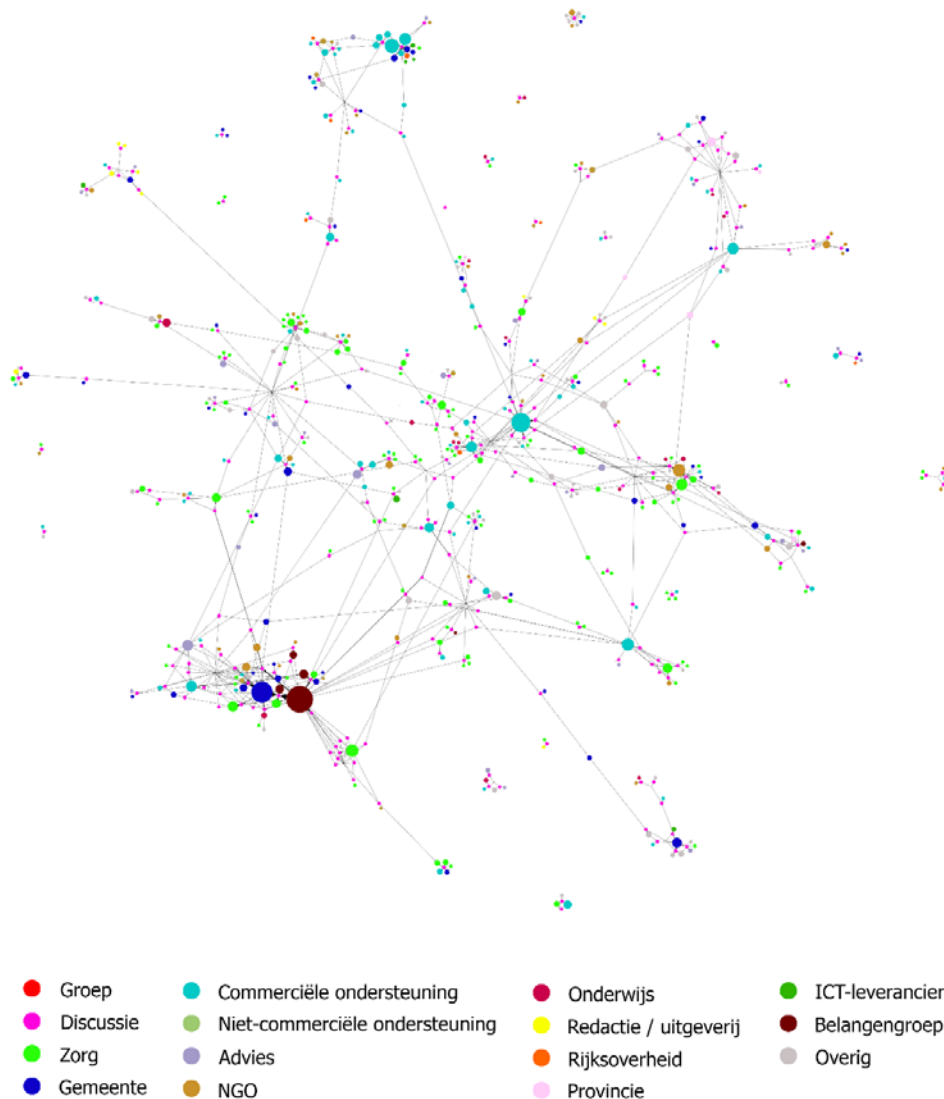 Groep
Discussie
Zorg
Gemeente
Commerciële ondersteuning
Niet-commerciële ondersteuning
Advies
NGO
Onderwijs
Redactie / uitgeverij
Rijksoverheid
Provincie
ICT-leverancier
Belangengroep
Overig